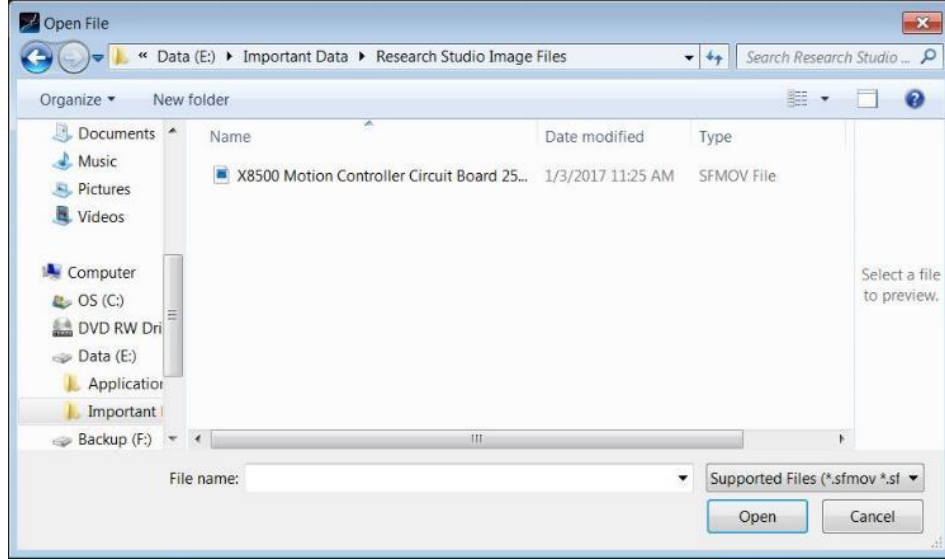 Open File
« Data (E:) ▸ Important Data ▸ Research Studio Image Files
Search Research Studio ...
Organize New folder
Name Date modified Type
X8500 Motion Controller Circuit Board 25... 1/3/2017 11:25 AM SFMOV File
Documents
Music
Pictures
Videos
Computer
OS (C:)
DVD RW Dri
Data (E:)
Application
Important
Backup (F:)
Select a file
to preview.
File name:
Supported Files (*.sfmov *.sf
Open Cancel